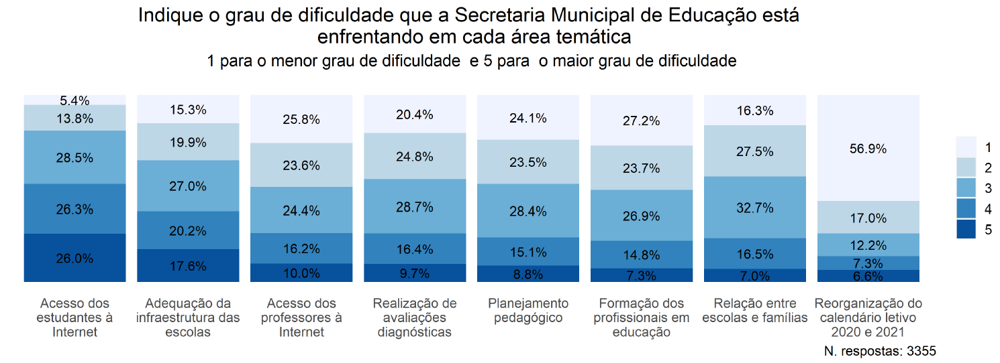 Indique o grau de dificuldade que a Secretaria Municipal de Educação está
enfrentando em cada área temática
1 para o menor grau de dificuldade e 5 para o maior grau de dificuldade
5.4%
13.8%
28.5%
26.3%
26.0%
15.3%
19.9%
27.0%
20.2%
17.6%
25.8%
23.6%
24.4%
16.2%
10.0%
20.4%
24.8%
28.7%
16.4%
9.7%
24.1%
23.5%
28.4%
15.1%
8.8%
27.2%
23.7%
26.9%
14.8%
7.3%
16.3%
27.5%
32.7%
16.5%
7.0%
56.9%
17.0%
12.2%
7.3%
6.6%
1
2
3
4
5
Acesso dos
estudantes à
Internet
Adequação da
infraestrutura das
escolas
Acesso dos
professores à
Internet
Realização de
avaliações
diagnósticas
Planejamento
pedagógico
Formação dos
profissionais em
educação
Relação entre
escolas e famílias
Reorganização do
calendário letivo
2020 e 2021
N. respostas: 3355